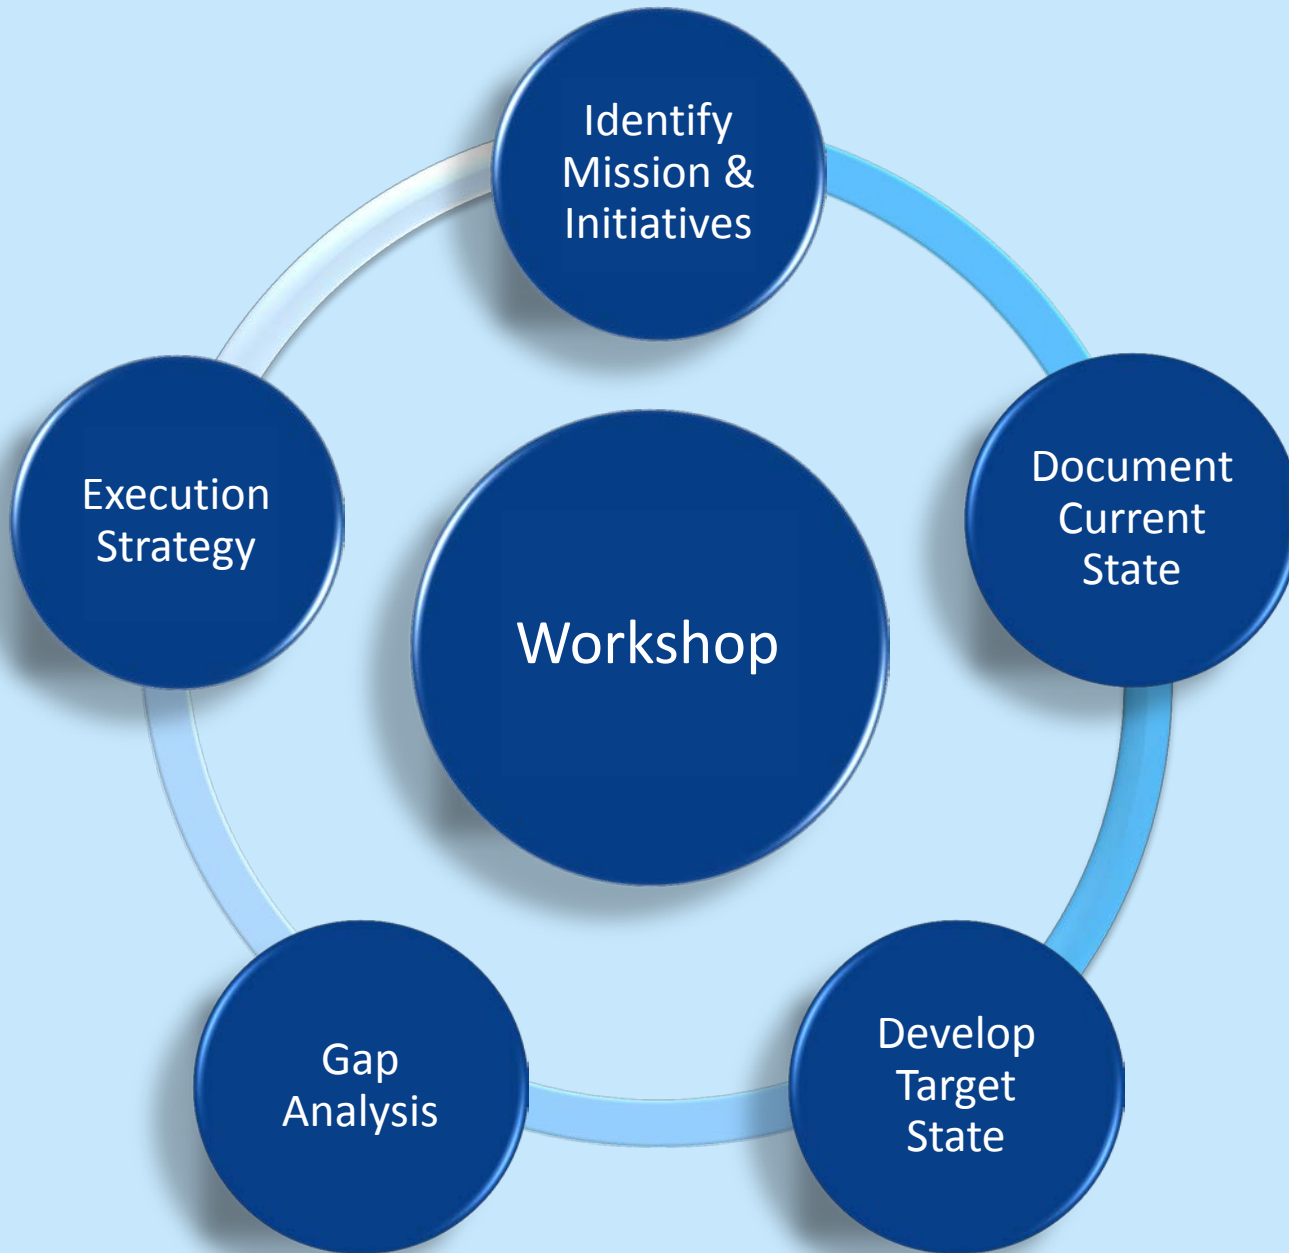 Identify
Mission &
Initiatives
Document
Current
State
Develop
Target
State
Gap
Analysis
Execution
Strategy
Workshop